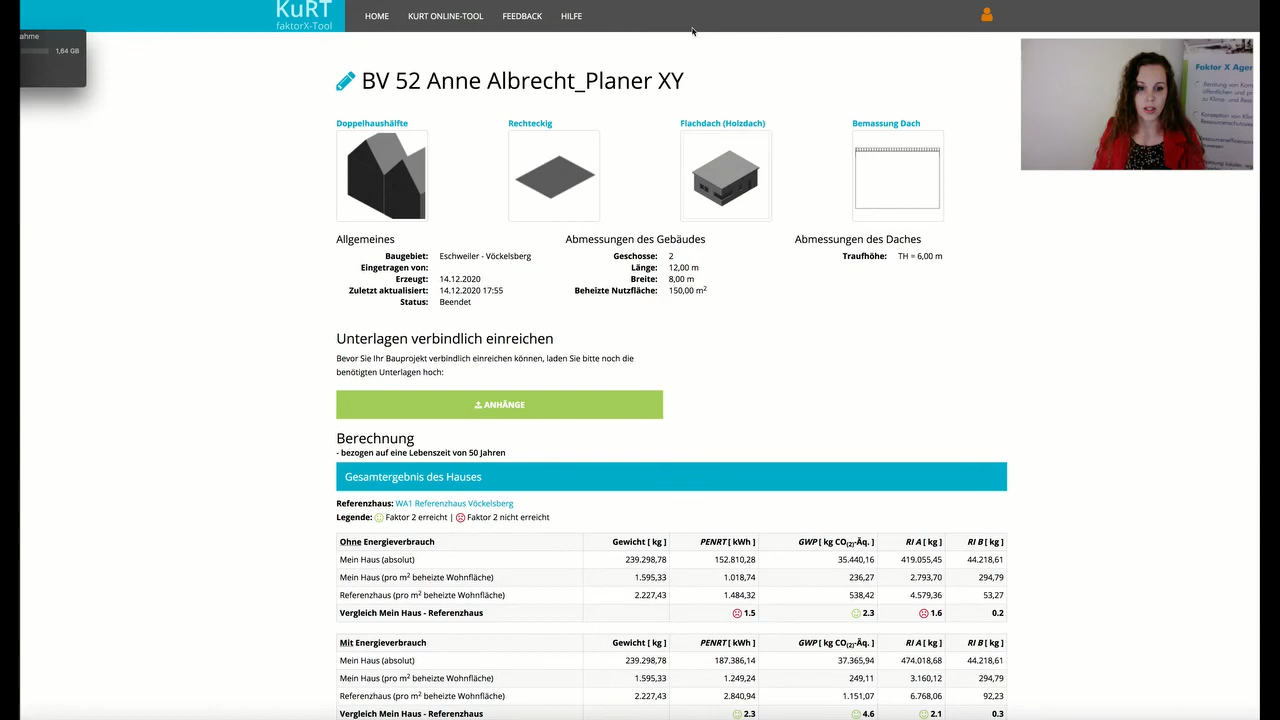 KuRT
faktorX-Tool
HOME KURT ONLINE-TOOL FEEDBACK HILFE
ahme
1,64 GB
BV 52 Anne Albrecht_Planer XY
Faktor X Agen
Doppelhaushälfte Rechteckig Flachdach (Holzdach) Bemassung Dach
Allgemeines
Baugebiet: Eschweiler - Vöckelsberg
Eingetragen von:
Erzeugt: 14.12.2020
Zuletzt aktualisiert: 14.12.2020 17:55
Status: Beendet
Abmessungen des Gebäudes
Geschosse: 2
Länge: 12,00 m
Breite: 8,00 m
Beheizte Nutzfläche: 150,00 m²
Abmessungen des Daches
Traufhöhe: TH = 6,00 m
Unterlagen verbindlich einreichen
Bevor Sie Ihr Bauprojekt verbindlich einreichen können, laden Sie bitte noch die
benötigten Unterlagen hoch:
ANHÄNGE
Berechnung
- bezogen auf eine Lebenszeit von 50 Jahren
Gesamtergebnis des Hauses
Referenzhaus: WA1 Referenzhaus Vöckelsberg
Legende: Faktor 2 erreicht | Faktor 2 nicht erreicht
Ohne Energieverbrauch Gewicht [ kg ] PENRT [ kWh ] GWP [ kg CO(2)-Äq. ] RI A [ kg ] RI B [ kg ]
Mein Haus (absolut) 239.298,78 152.810,28 35.440,16 419.055,45 44.218,61
Mein Haus (pro m² beheizte Wohnfläche) 1.595,33 1.018,74 236,27 2.793,70 294,79
Referenzhaus (pro m² beheizte Wohnfläche) 2.227,43 1.484,32 538,42 4.579,36 53,27
Vergleich Mein Haus - Referenzhaus 1.5 2.3 1.6 0.2
Mit Energieverbrauch Gewicht [ kg ] PENRT [ kWh ] GWP [ kg CO(2)-Äq. ] RI A [ kg ] RI B [ kg ]
Mein Haus (absolut) 239.298,78 187.386,14 37.365,94 474.018,68 44.218,61
Mein Haus (pro m² beheizte Wohnfläche) 1.595,33 1.249,24 249,11 3.160,12 294,79
Referenzhaus (pro m² beheizte Wohnfläche) 2.227,43 2.840,94 1.151,07 6.768,06 92,23
Vergleich Mein Haus - Referenzhaus 2.3 4.6 2.1 0.3